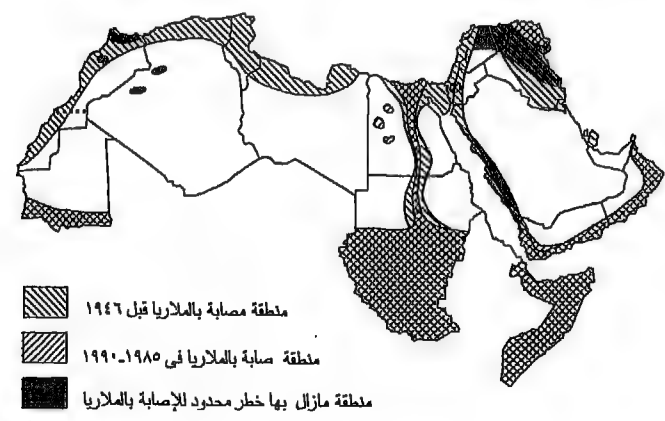 منطقة مصابة بالملاريا قبل ١٩٤٦
منطقة صابة بالملاريا فى ١٩٨٥-١٩٩٠
منطقة مازال بها خطر محدود للإصابة بالملاريا